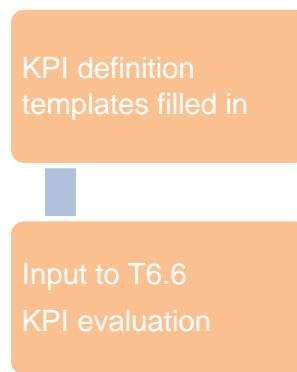 KPI definition
templates filled in
Input to T6.6
KPI evaluation